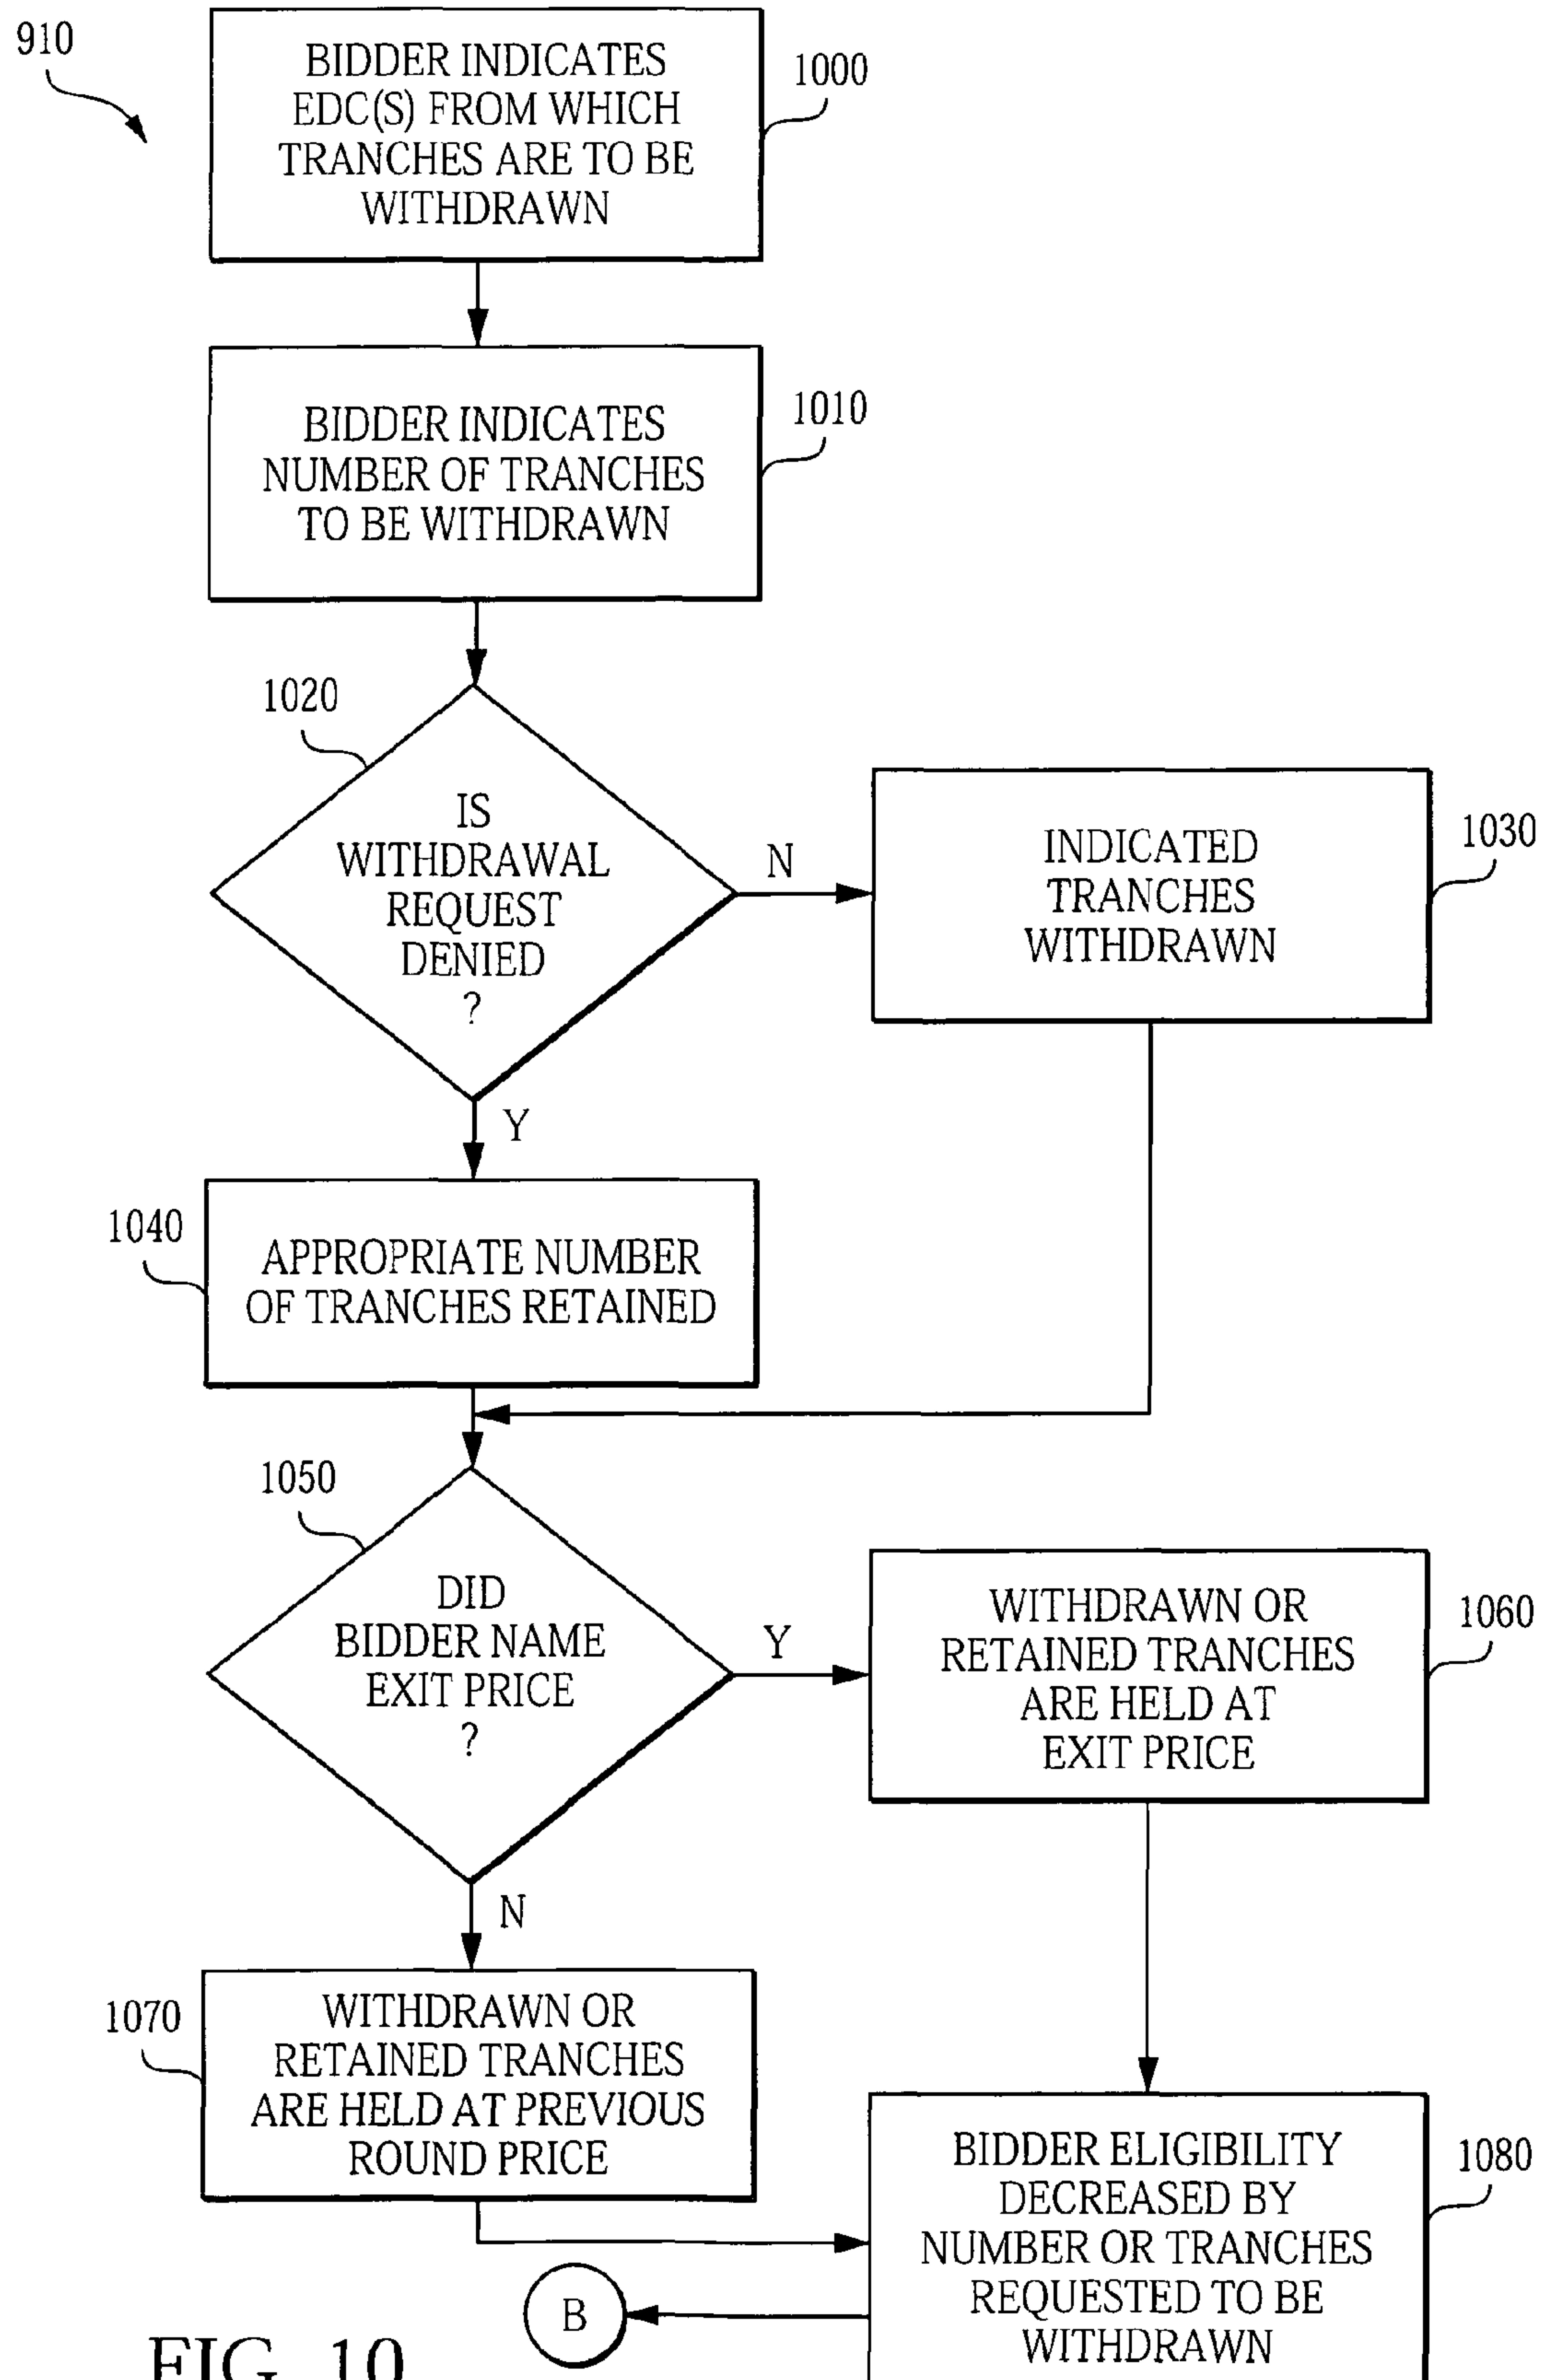 910
BIDDER INDICATES
EDC(S) FROM WHICH
TRANCHES ARE TO BE
WITHDRAWN
1000
BIDDER INDICATES
NUMBER OF TRANCHES
TO BE WITHDRAWN
1010
1020
IS
WITHDRAWAL
REQUEST
DENIED
?
N
INDICATED
TRANCHES
WITHDRAWN
1030
Y
1040
APPROPRIATE NUMBER
OF TRANCHES RETAINED
1050
DID
BIDDER NAME
EXIT PRICE
?
Y
WITHDRAWN OR
RETAINED TRANCHES
ARE HELD AT
EXIT PRICE
1060
N
1070
WITHDRAWN OR
RETAINED TRANCHES
ARE HELD AT PREVIOUS
ROUND PRICE
BIDDER ELIGIBILITY
DECREASED BY
NUMBER OR TRANCHES
REQUESTED TO BE
WITHDRAWN
1080
B
FIG. 10